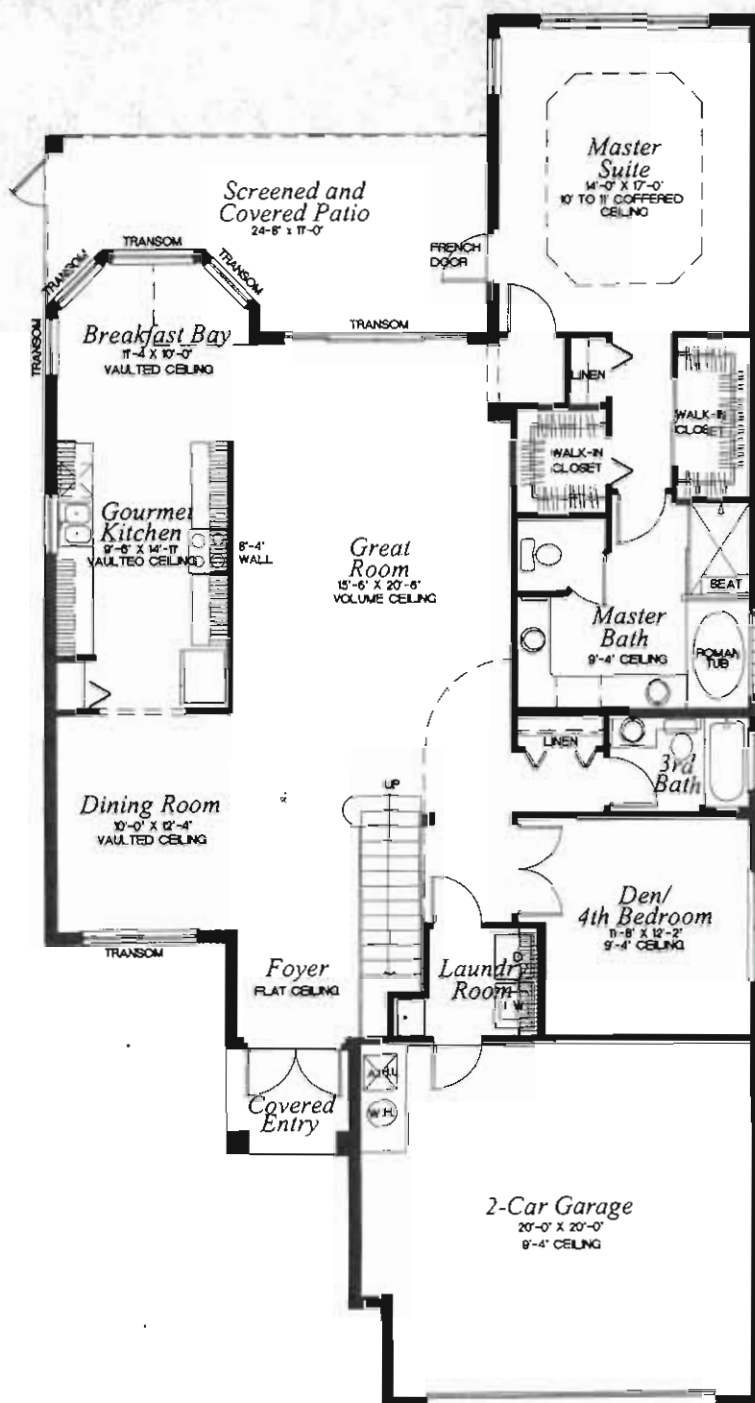 Master
Suite
14'-0" X 17'-0"
10' TO 11' COFFERED
CEILING
Screened and
Covered Patio
24-8" x 11'-0"
FRENCH
DOOR
TRANSOM
TRANSOM
TRANSOM
TRANSOM
TRANSOM
Breakfast Bay
11'-4 X 10'-0"
VAULTED CEILING
LINEN
WALK-IN
CLOSET
WALK-IN
CLOSET
Gourmet
Kitchen
9'-6" X 14'-11"
VAULTED CEILING
8'-4"
WALL
Great
Room
15'-6" X 20'-6"
VOLUME CEILING
SEAT
Master
Bath
9'-4" CEILING
ROMAN
TUB
LINEN
3rd
Bath
UP
Dining Room
10'-0" X 12'-4"
VAULTED CEILING
TRANSOM
Den/
4th Bedroom
11'-8" X 12'-2"
9'-4" CEILING
Foyer
FLAT CEILING
Laundry
Room
D
W
A.H.U.
W.H.
Covered
Entry
2-Car Garage
20'-0" X 20'-0"
9'-4" CEILING